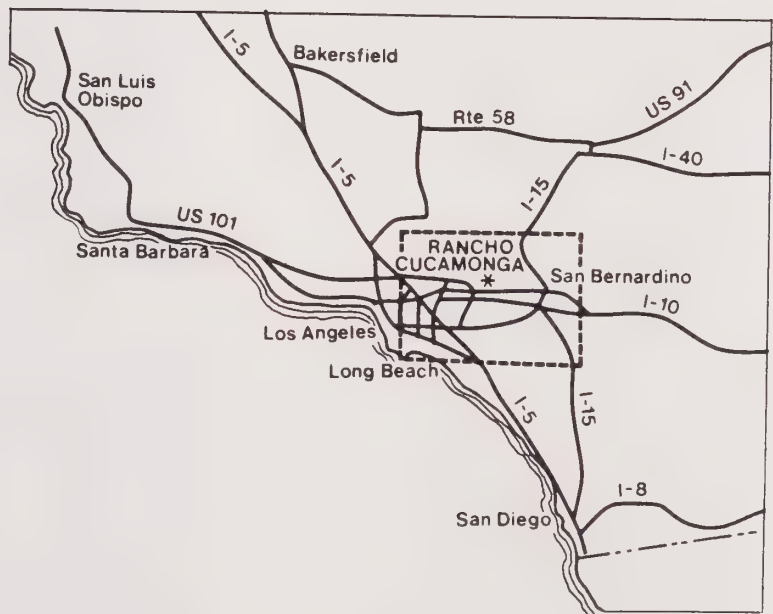 I-5
Bakersfield
San Luis
Obispo
US 91
Rte 58
I-5
I-40
I-15
US 101
RANCHO
CUCAMONGA
*
Santa Barbara
San Bernardino
I-10
Los Angeles
Long Beach
I-5
I-15
I-8
San Diego